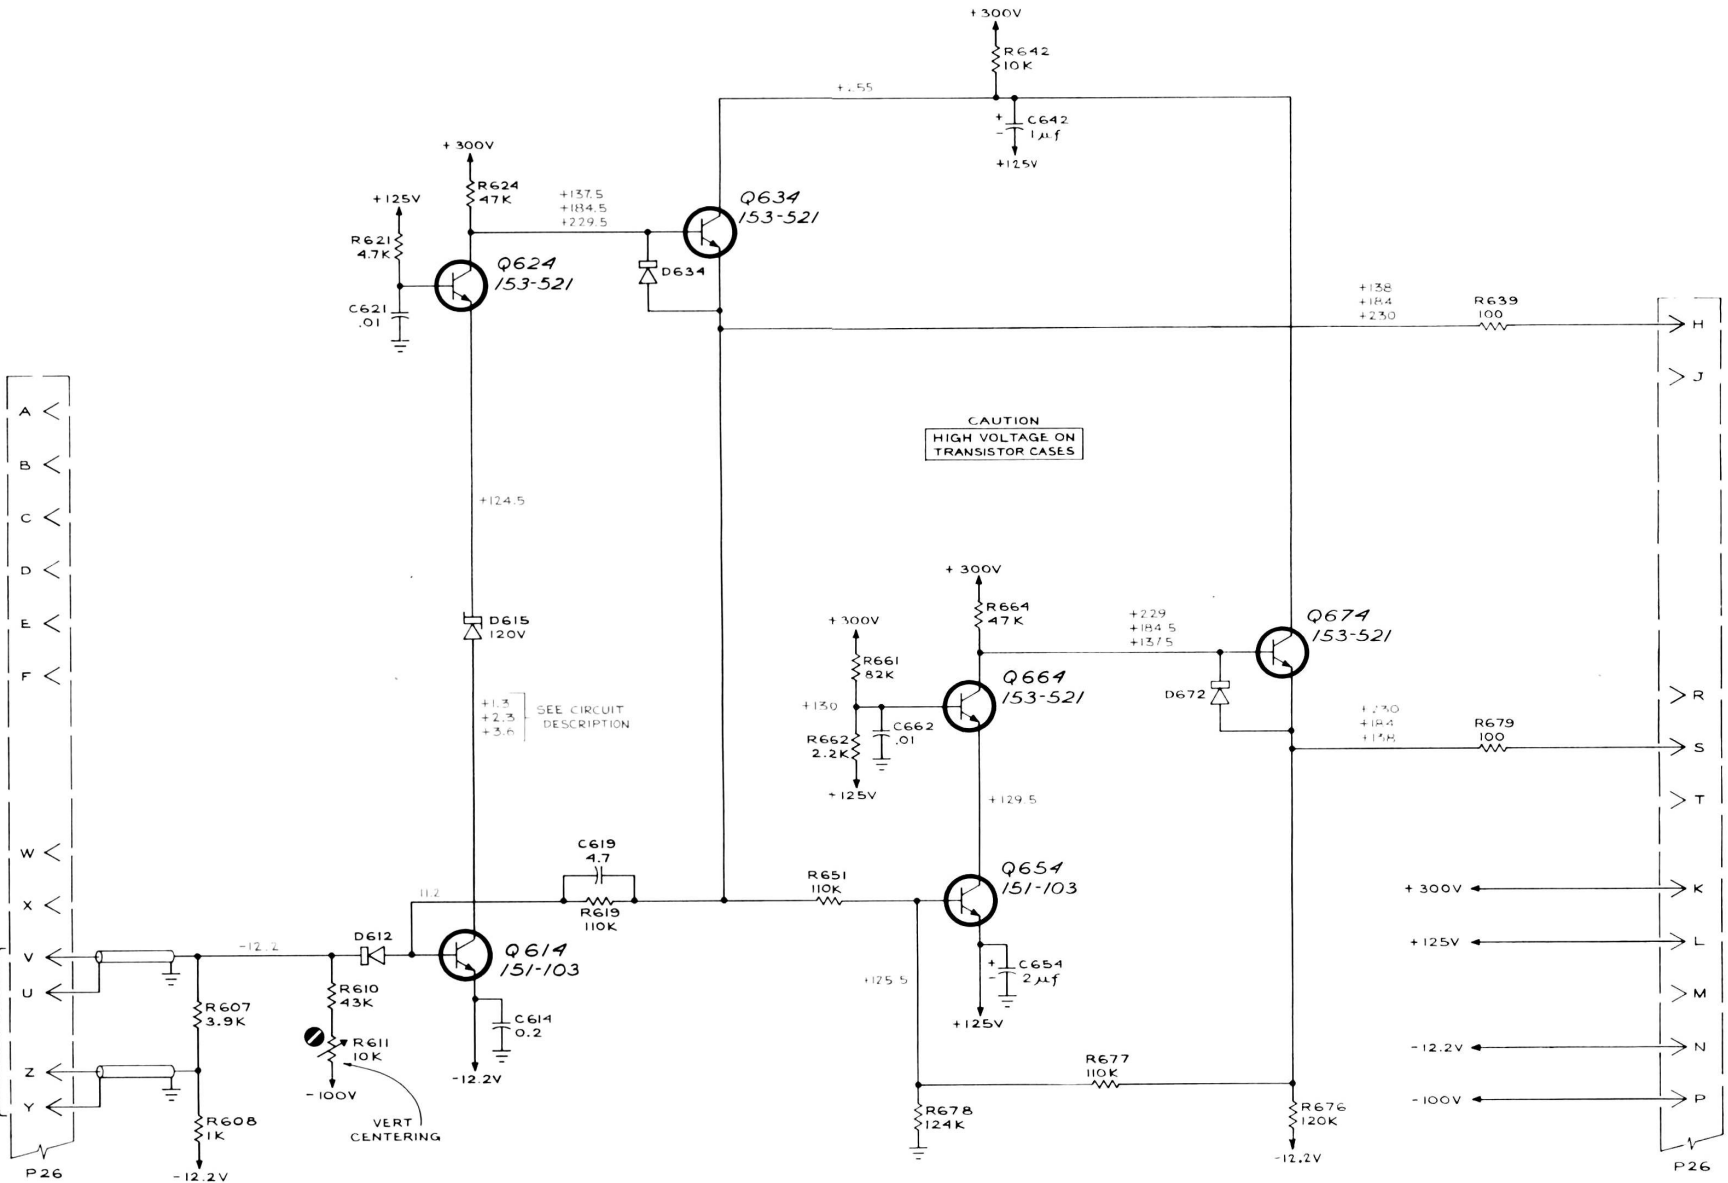 +300V
R642
10K
+255
+
-
C642
1µf
+125V
+300V
R624
47K
+125V
R621
4.7K
+137.5
+184.5
+229.5
Q634
153-521
Q624
153-521
D634
C621
.01
+138
+184
+230
R639
100
H
J
A
B
C
D
E
F
CAUTION
HIGH VOLTAGE ON
TRANSISTOR CASES
+124.5
D615
120V
+1.3
+2.3
+3.6
SEE CIRCUIT
DESCRIPTION
+300V
R664
47K
+300V
R661
82K
+229
+184.5
+137.5
Q674
153-521
Q664
153-521
D672
+130
C662
.01
R662
2.2K
+125V
+230
+184
+138
R679
100
R
S
T
+129.5
W
X
V
U
Z
Y
P26
C619
4.7
R619
110K
R651
110K
Q654
151-103
11.2
-12.2
D612
Q614
151-103
R607
3.9K
R610
43K
R611
10K
-100V
VERT
CENTERING
C614
0.2
-12.2V
R608
1K
-12.2V
+125.5
+
-
C654
2µf
+125V
R677
110K
R678
124K
R676
120K
-12.2V
+300V
K
+125V
L
M
-12.2V
N
-100V
P
P26